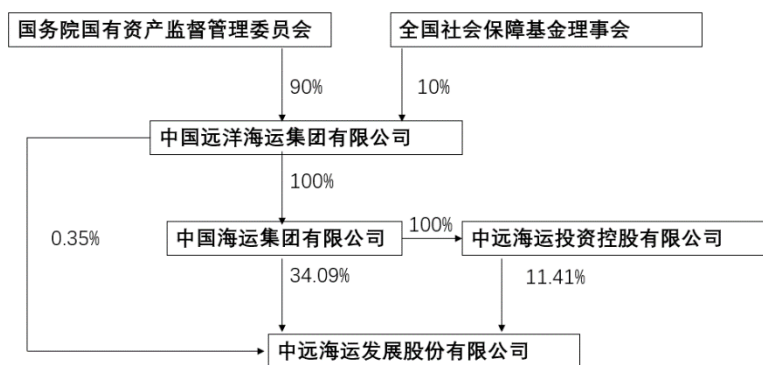 国务院国有资产监督管理委员会
全国社会保障基金理事会
90%
10%
中国远洋海运集团有限公司
100%
0.35%
中国海运集团有限公司
100%
中远海运投资控股有限公司
34.09%
11.41%
中远海运发展股份有限公司